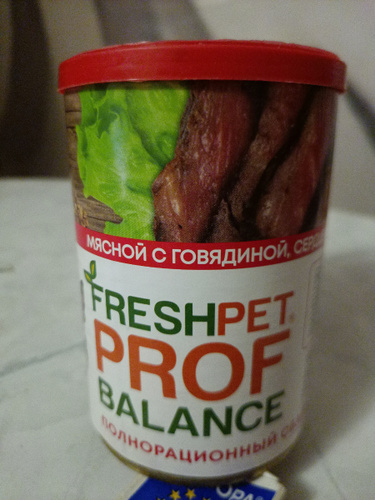 МЯСНОЙ С ГОВЯДИНОЙ,
FRESHPET
PROF
BALANCE
ПОЛНОРАЦИОННЫЙ